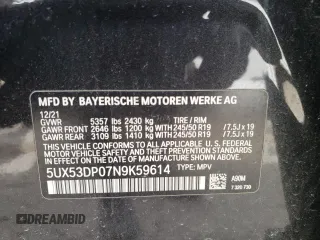 MFD BY BAYERISCHE MOTOREN WERKE AG
12/21
GVWR 5357 lbs 2430 kg TIRE / RIM
GAWR FRONT 2646 lbs 1200 KG WITH 245/50 R19 /7.5J x 19
GAWR REAR 3109 lbs 1410 KG WITH 245/50 R19 /7.5J x 19
THIS VEHICLE CONFORMS TO ALL APPLICABLE
FEDERAL MOTOR VEHICLE SAFETY, BUMPER, AND
THEFT PREVENTION STANDARDS IN EFFECT ON
THE DATE OF MANUFACTURE SHOWN ABOVE.
5UX53DP07N9K59614 TYPE: MPV
A90M
DREAMBID